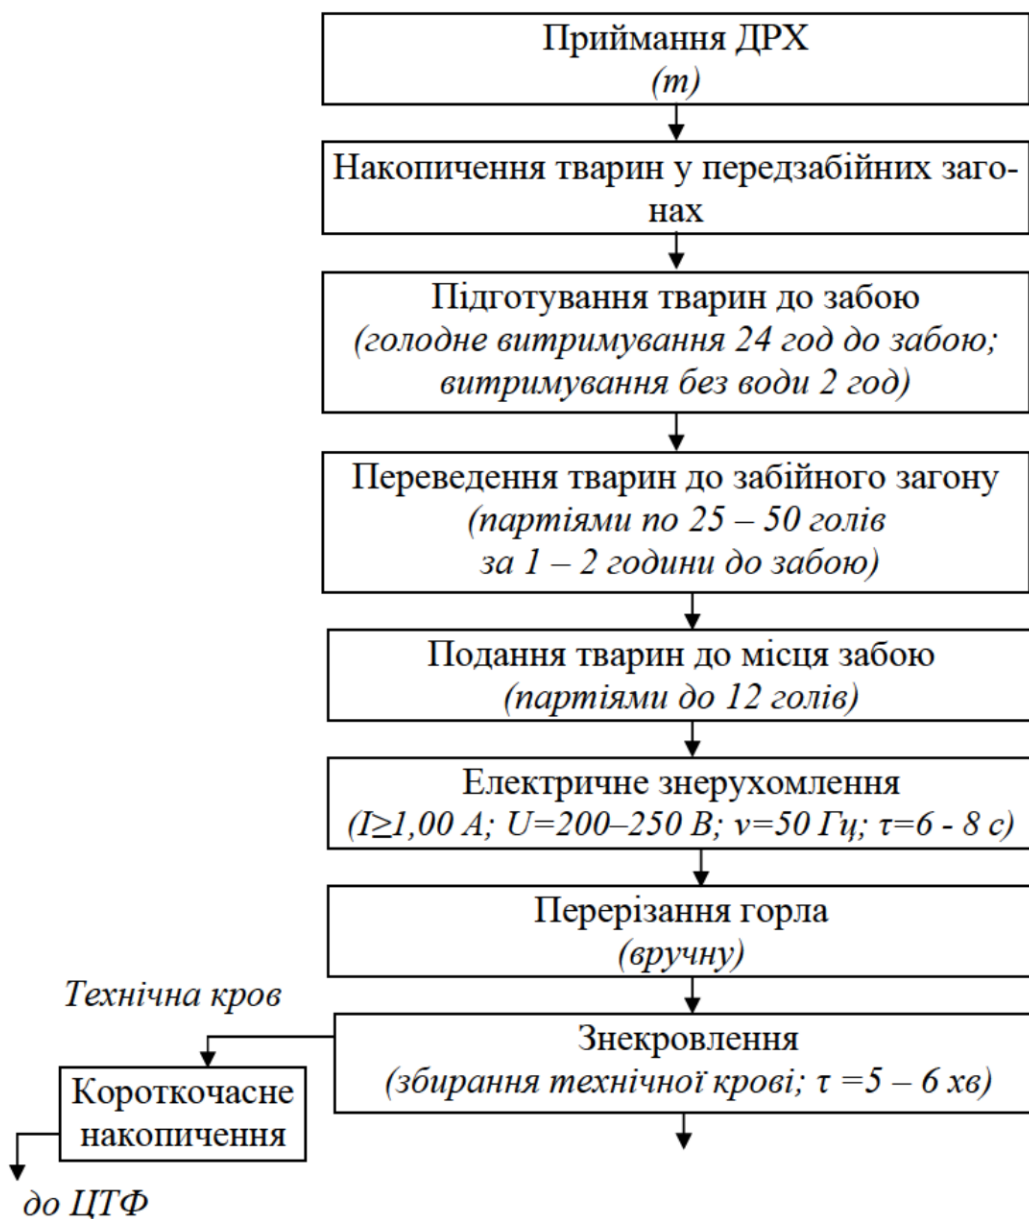 Приймання ДРХ
(m)
Накопичення тварин у передзабійних заго-
нах
Підготування тварин до забою
(голодне витримування 24 год до забою;
витримування без води 2 год)
Переведення тварин до забійного загону
(партіями по 25 – 50 голів
за 1 – 2 години до забою)
Подання тварин до місця забою
(партіями до 12 голів)
Електричне знерухомлення
(I≥1,00 А; U=200–250 В; ν=50 Гц; τ=6 - 8 с)
Перерізання горла
(вручну)
Технічна кров
Знекровлення
(збирання технічної крові; τ =5 – 6 хв)
Короткочасне
накопичення
до ЦТФ